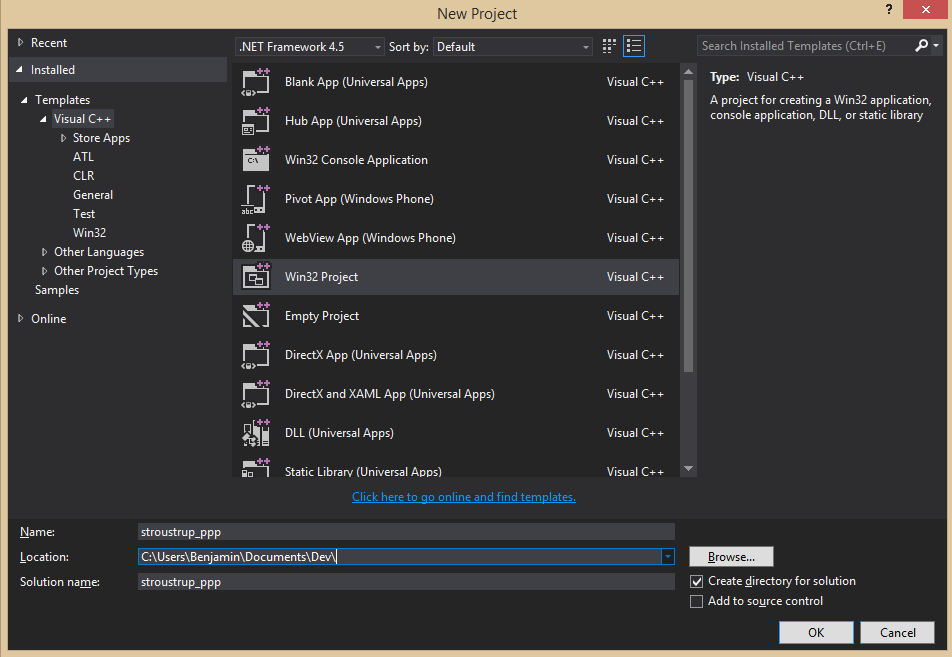 New Project
?
Recent
.NET Framework 4.5
Sort by:
Default
Search Installed Templates (Ctrl+E)
Installed
Templates
Visual C++
Store Apps
ATL
CLR
General
Test
Win32
Other Languages
Other Project Types
Samples
Online
Blank App (Universal Apps) Visual C++
Hub App (Universal Apps) Visual C++
C:\
Win32 Console Application Visual C++
abc
Pivot App (Windows Phone) Visual C++
WebView App (Windows Phone) Visual C++
Win32 Project Visual C++
Empty Project Visual C++
DirectX App (Universal Apps) Visual C++
DirectX and XAML App (Universal Apps) Visual C++
DLL (Universal Apps) Visual C++
Static Library (Universal Apps) Visual C++
Click here to go online and find templates.
Type: Visual C++
A project for creating a Win32 application,
console application, DLL, or static library
Name: stroustrup_ppp
Location: C:\Users\Benjamin\Documents\Dev\
Browse...
Solution name: stroustrup_ppp
Create directory for solution
Add to source control
OK
Cancel